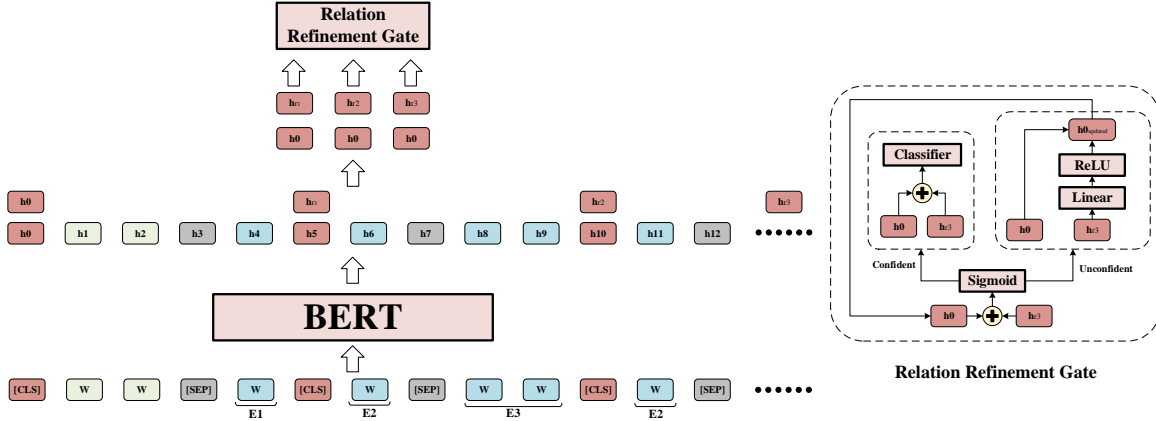 Relation
Refinement Gate
hr1 hr2 hr3
h0 h0 h0
h0 hr1 hr2 hr3
h0 h1 h2 h3 h4 h5 h6 h7 h8 h9 h10 h11 h12 ••••••
BERT
[CLS] W W [SEP] W [CLS] W [SEP] W W [CLS] W [SEP] ••••••
E1 E2 E3 E2
h0updated
Classifier
ReLU
Linear
h0 hr3 h0 hr3
Confident Unconfident
Sigmoid
h0 hr3
Relation Refinement Gate